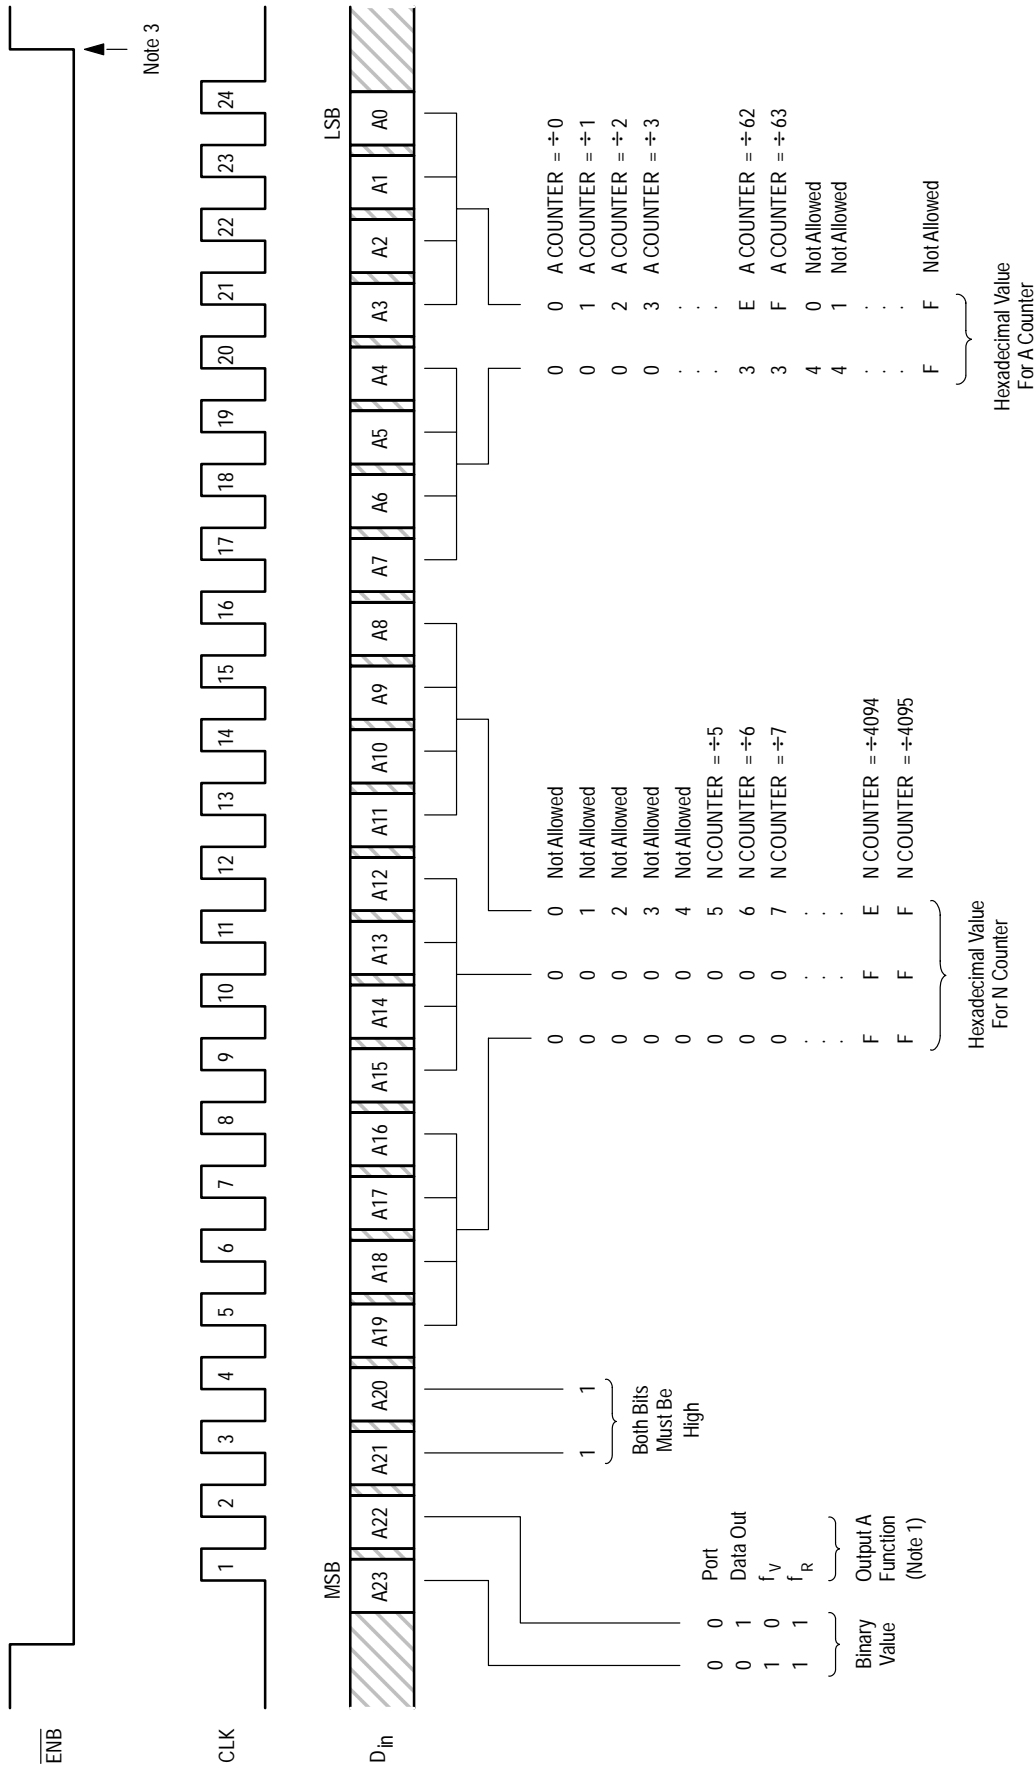 ENB
Note 3
CLK
1 2 3 4 5 6 7 8 9 10 11 12 13 14 15 16 17 18 19 20 21 22 23 24
MSB
LSB
Din
A23 A22 A21 A20 A19 A18 A17 A16 A15 A14 A13 A12 A11 A10 A9 A8 A7 A6 A5 A4 A3 A2 A1 A0
0 0 Port
0 1 Data Out
1 0 fV
1 1 fR
Binary
Value
Output A
Function
(Note 1)
1 1
Both Bits
Must Be
High
0 0 0 Not Allowed
0 0 1 Not Allowed
0 0 2 Not Allowed
0 0 3 Not Allowed
0 0 4 Not Allowed
0 0 5 N COUNTER = ÷5
0 0 6 N COUNTER = ÷6
0 0 7 N COUNTER = ÷7
. . .
. . .
F F E N COUNTER = ÷4094
F F F N COUNTER = ÷4095
Hexadecimal Value
For N Counter
0 0 A COUNTER = ÷0
0 1 A COUNTER = ÷1
0 2 A COUNTER = ÷2
0 3 A COUNTER = ÷3
. .
. .
3 E A COUNTER = ÷62
3 F A COUNTER = ÷63
4 0 Not Allowed
4 1 Not Allowed
. .
. .
F F Not Allowed
Hexadecimal Value
For A Counter